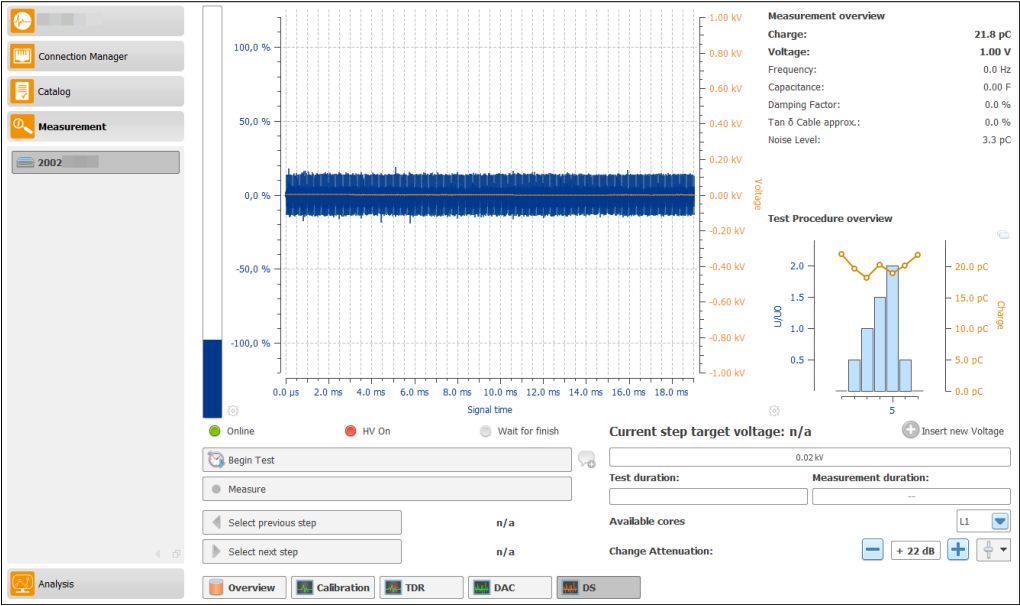 Connection Manager
Catalog
Measurement
2002
Analysis
100,0 %
50,0 %
0,0 %
-50,0 %
-100,0 %
1.00 kV
0.80 kV
0.60 kV
0.40 kV
0.20 kV
0.00 kV
-0.20 kV
-0.40 kV
-0.60 kV
-0.80 kV
-1.00 kV
Voltage
0.0 µs 2.0 ms 4.0 ms 6.0 ms 8.0 ms 10.0 ms 12.0 ms 14.0 ms 16.0 ms 18.0 ms
Signal time
Measurement overview
Charge: 21.8 pC
Voltage: 1.00 V
Frequency: 0.0 Hz
Capacitance: 0.00 F
Damping Factor: 0.0 %
Tan δ Cable approx.: 0.0 %
Noise Level: 3.3 pC
Test Procedure overview
U/U0
2.0
1.5
1.0
0.5
20.0 pC
15.0 pC
10.0 pC
5.0 pC
0.0 pC
Charge
5
Online HV On Wait for finish
Begin Test
Measure
Select previous step n/a
Select next step n/a
Current step target voltage: n/a Insert new Voltage
0.02 kV
Test duration: Measurement duration:
--
Available cores L1
Change Attenuation: + 22 dB
Overview Calibration TDR DAC DS